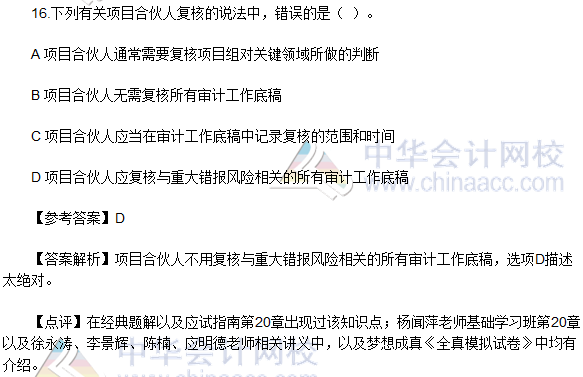 16.下列有关项目合伙人复核的说法中，错误的是（ ）。
A 项目合伙人通常需要复核项目组对关键领域所做的判断
B 项目合伙人无需复核所有审计工作底稿
C 项目合伙人应当在审计工作底稿中记录复核的范围和时间
D 项目合伙人应复核与重大错报风险相关的所有审计工作底稿
中华会计网校
www.chinaacc.com
【参考答案】D
【答案解析】项目合伙人不用复核与重大错报风险相关的所有审计工作底稿，选项D描述
太绝对。
【点评】在经典题解以及应试指南第20章出现过该知识点；杨闻萍老师基础学习班第20章
以及徐永涛、李景辉、陈楠、应明德老师相关讲义中，以及梦想成真《全真模拟试卷》中均有
介绍。